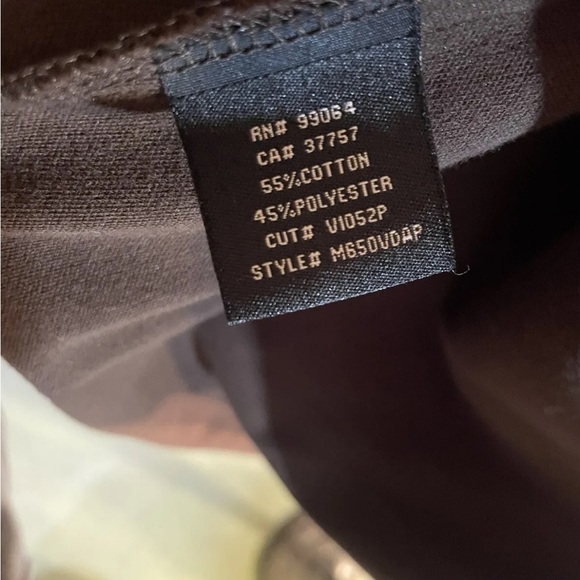 RN# 99064
CA# 37757
55%COTTON
45%POLYESTER
CUT# V1052P
STYLE# M650VDAP